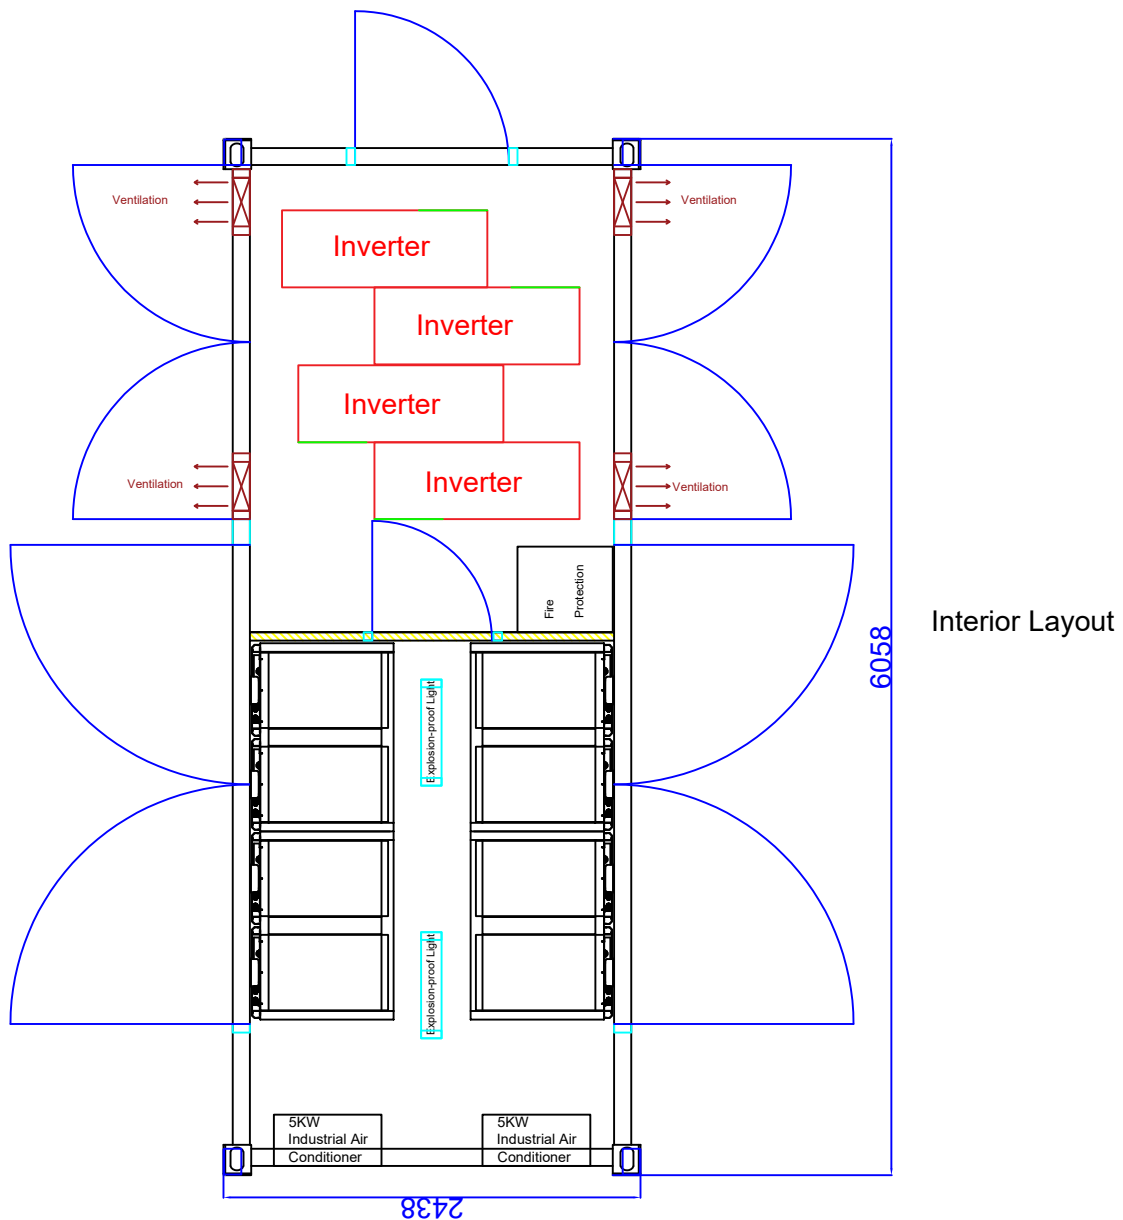 Ventilation
Ventilation
Inverter
Inverter
Inverter
Inverter
Ventilation
Ventilation
Fire
Protection
Interior Layout
6058
Explosion-proof Light
Explosion-proof Light
5KW
Industrial Air
Conditioner
5KW
Industrial Air
Conditioner
2438